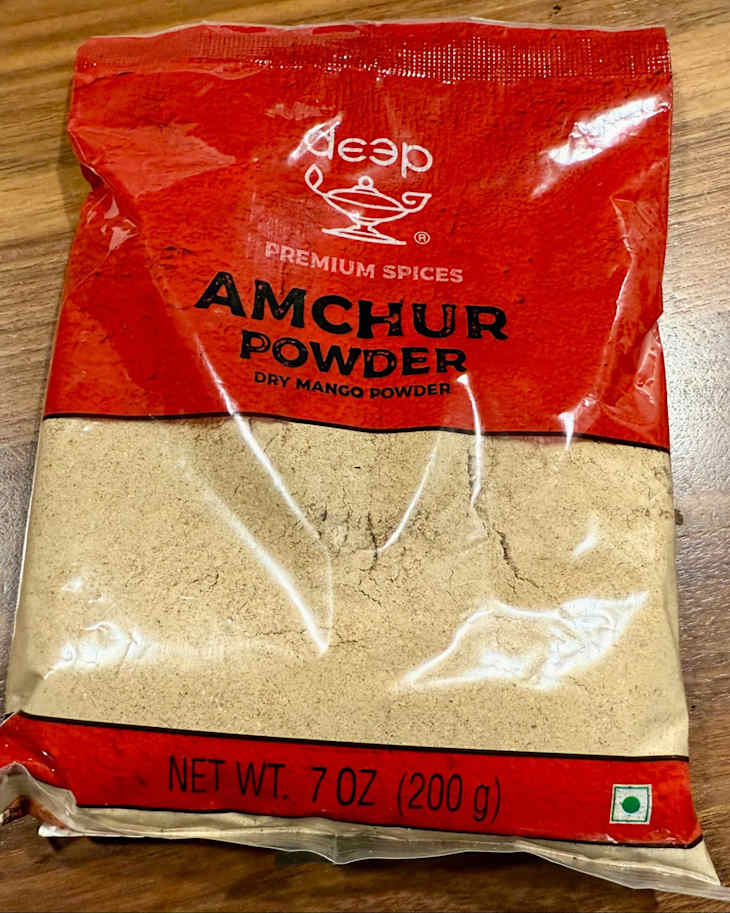 deep
®
PREMIUM SPICES
AMCHUR
POWDER
DRY MANGO POWDER
NET WT. 7 OZ (200 g)